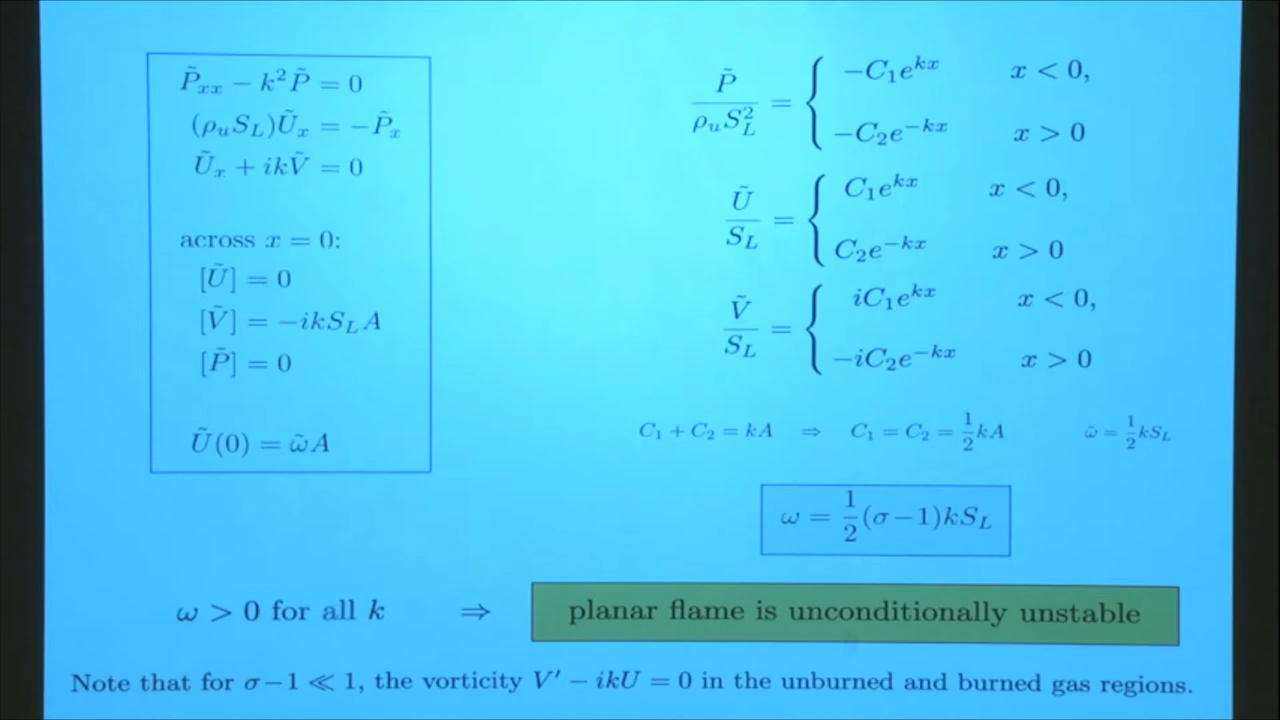 P̃ₓₓ − k²P̃ = 0
(ρᵤS_L)Ũₓ = −P̃ₓ
Ũₓ + ikṼ = 0
across x = 0:
[Ũ] = 0
[Ṽ] = −ikS_L A
[P̃] = 0
Ũ(0) = ω̃A
P̃/(ρᵤS_L²) = { −C₁e^{kx}   x < 0,
−C₂e^{−kx}   x > 0
Ũ/S_L = { C₁e^{kx}   x < 0,
C₂e^{−kx}   x > 0
Ṽ/S_L = { iC₁e^{kx}   x < 0,
−iC₂e^{−kx}   x > 0
C₁ + C₂ = kA ⇒ C₁ = C₂ = ½kA   ω̃ = ½kS_L
ω = ½(σ−1)kS_L
ω > 0 for all k ⇒ planar flame is unconditionally unstable
Note that for σ−1 ≪ 1, the vorticity V′ − ikU = 0 in the unburned and burned gas regions.